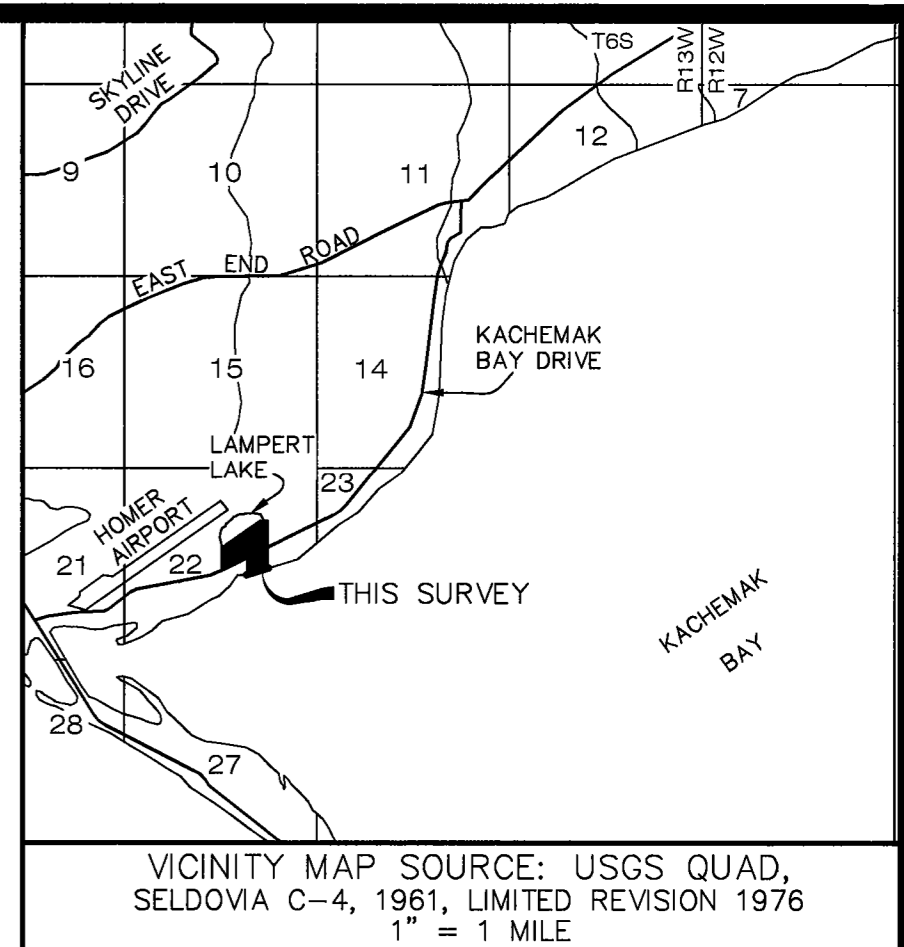 SKYLINE
DRIVE
T6S
R13W
R12W
7
12
9
10
11
EAST END ROAD
KACHEMAK
BAY DRIVE
16
15
14
LAMPERT
LAKE
23
HOMER
AIRPORT
21
22
THIS SURVEY
KACHEMAK
BAY
28
27
VICINITY MAP SOURCE: USGS QUAD,
SELDOVIA C-4, 1961, LIMITED REVISION 1976
1" = 1 MILE